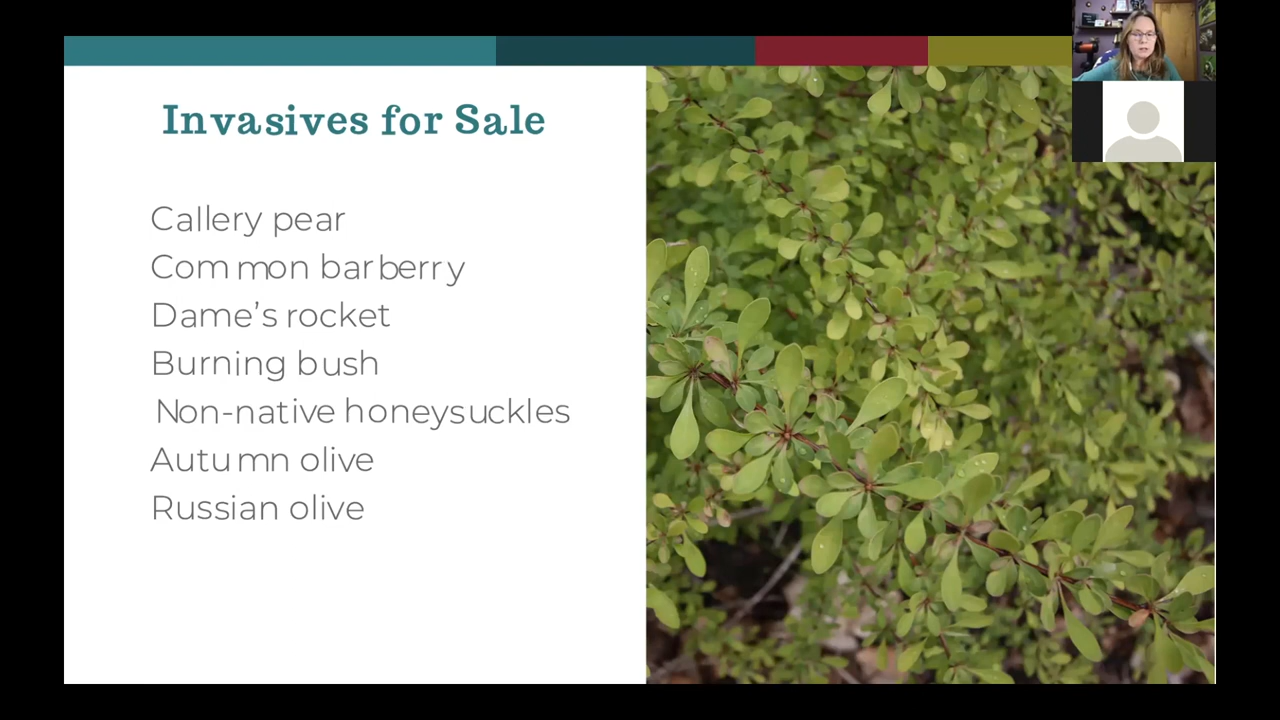 Invasives for Sale
Callery pear
Common barberry
Dame’s rocket
Burning bush
Non-native honeysuckles
Autumn olive
Russian olive